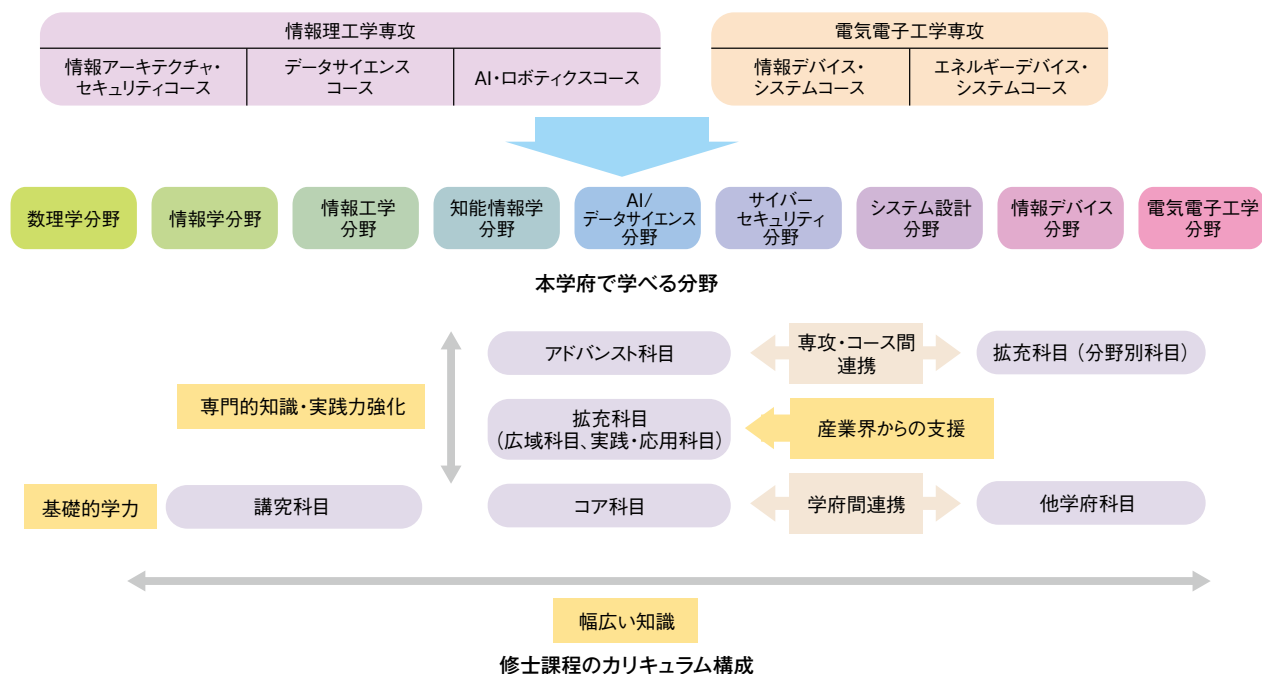 情報理工学専攻
情報アーキテクチャ・
セキュリティコース
データサイエンス
コース
AI・ロボティクスコース
電気電子工学専攻
情報デバイス・
システムコース
エネルギーデバイス・
システムコース
数理学分野
情報学分野
情報工学
分野
知能情報学
分野
AI/
データサイエンス
分野
サイバー
セキュリティ
分野
システム設計
分野
情報デバイス
分野
電気電子工学
分野
本学府で学べる分野
アドバンスト科目
専攻・コース間
連携
拡充科目（分野別科目）
専門的知識・実践力強化
拡充科目
（広域科目、実践・応用科目）
産業界からの支援
基礎的学力
講究科目
コア科目
学府間連携
他学府科目
幅広い知識
修士課程のカリキュラム構成